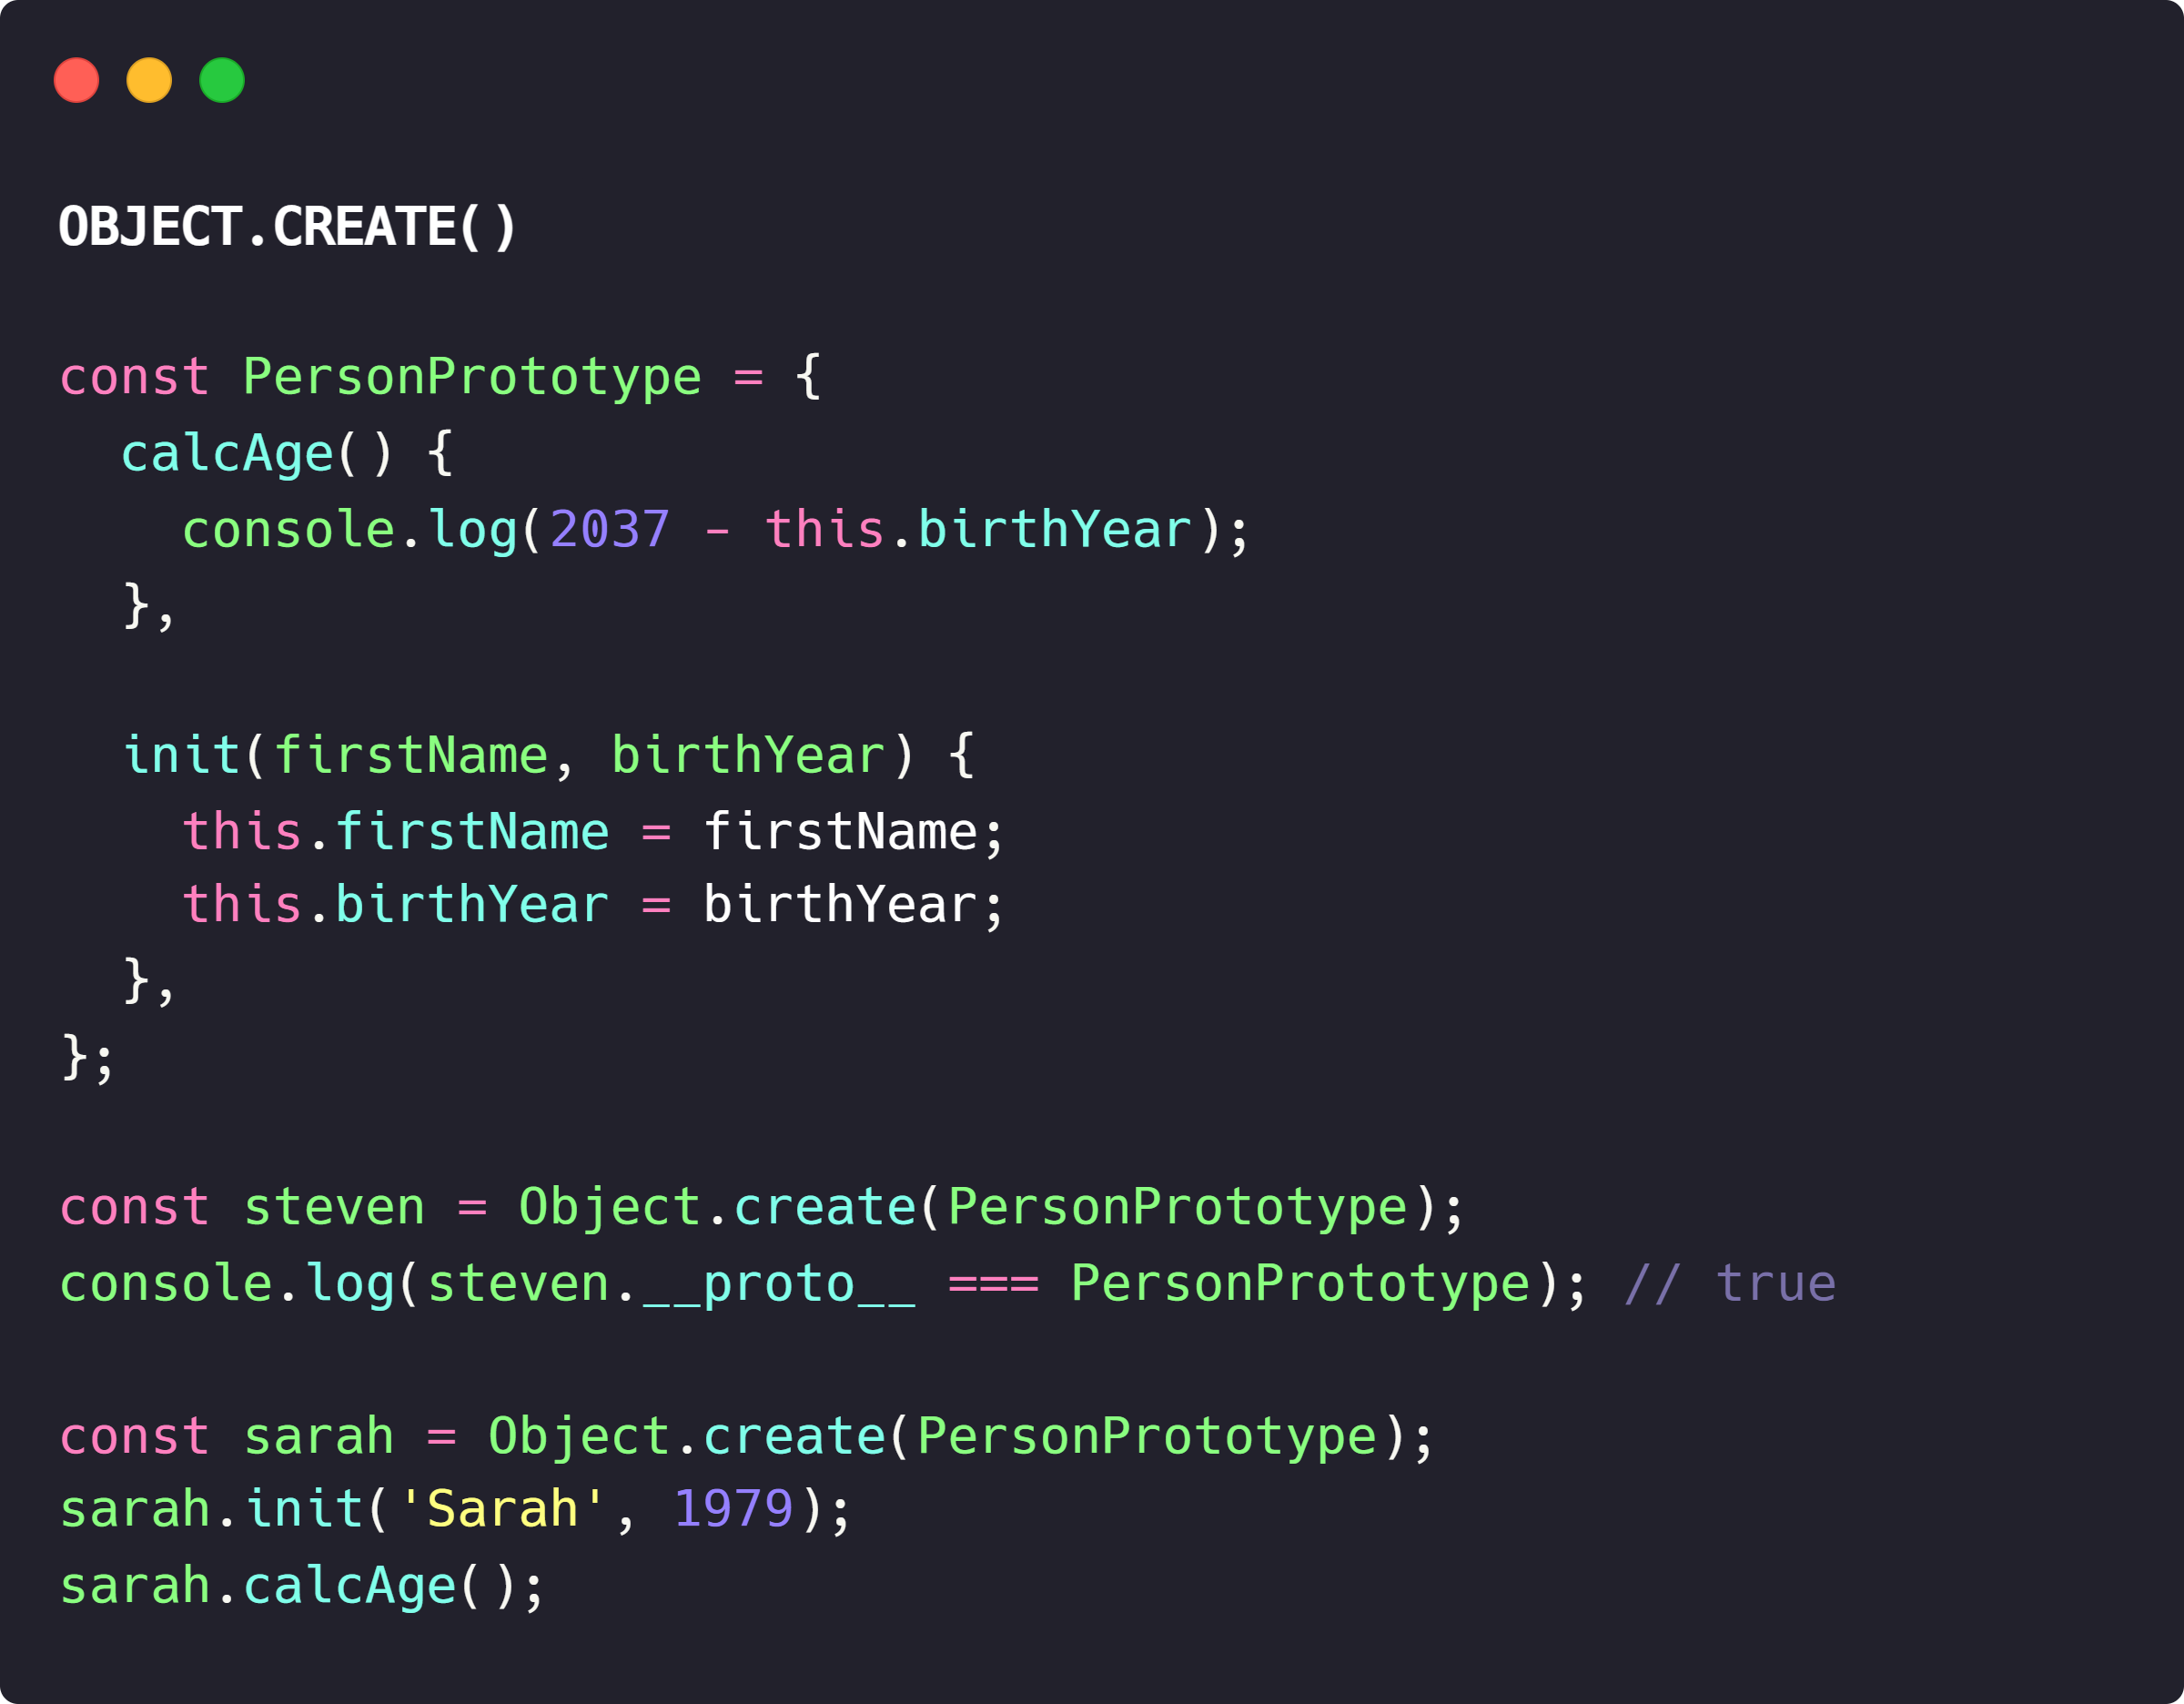 OBJECT.CREATE()
const PersonPrototype = {
  calcAge() {
    console.log(2037 - this.birthYear);
  },
  init(firstName, birthYear) {
    this.firstName = firstName;
    this.birthYear = birthYear;
  },
};
const steven = Object.create(PersonPrototype);
console.log(steven.__proto__ === PersonPrototype); // true
const sarah = Object.create(PersonPrototype);
sarah.init('Sarah', 1979);
sarah.calcAge();